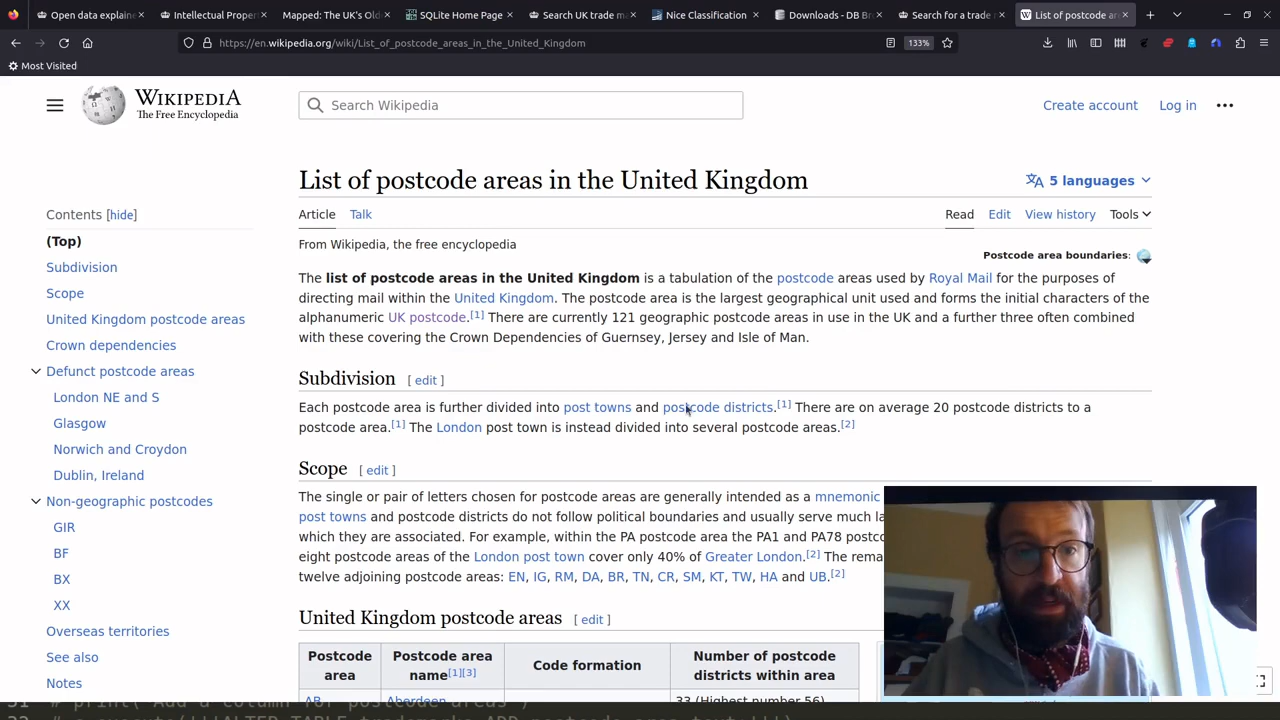 Open data explaine
Intellectual Proper
Mapped: The UK's Old
SQLite Home Page
Search UK trade ma
Nice Classification
Downloads - DB Bro
Search for a trade m
List of postcode are
https://en.wikipedia.org/wiki/List_of_postcode_areas_in_the_United_Kingdom
133%
Most Visited
WIKIPEDIA
The Free Encyclopedia
Search Wikipedia
Create account
Log in
Contents [hide]
(Top)
Subdivision
Scope
United Kingdom postcode areas
Crown dependencies
Defunct postcode areas
London NE and S
Glasgow
Norwich and Croydon
Dublin, Ireland
Non-geographic postcodes
GIR
BF
BX
XX
Overseas territories
See also
Notes
List of postcode areas in the United Kingdom
5 languages
Article Talk
Read Edit View history Tools
From Wikipedia, the free encyclopedia
Postcode area boundaries:
The list of postcode areas in the United Kingdom is a tabulation of the postcode areas used by Royal Mail for the purposes of
directing mail within the United Kingdom. The postcode area is the largest geographical unit used and forms the initial characters of the
alphanumeric UK postcode.[1] There are currently 121 geographic postcode areas in use in the UK and a further three often combined
with these covering the Crown Dependencies of Guernsey, Jersey and Isle of Man.
Subdivision [ edit ]
Each postcode area is further divided into post towns and postcode districts.[1] There are on average 20 postcode districts to a
postcode area.[1] The London post town is instead divided into several postcode areas.[2]
Scope [ edit ]
The single or pair of letters chosen for postcode areas are generally intended as a mnemonic
post towns and postcode districts do not follow political boundaries and usually serve much la
which they are associated. For example, within the PA postcode area the PA1 and PA78 postco
eight postcode areas of the London post town cover only 40% of Greater London.[2] The rema
twelve adjoining postcode areas: EN, IG, RM, DA, BR, TN, CR, SM, KT, TW, HA and UB.[2]
United Kingdom postcode areas [ edit ]
Postcode area
Postcode area name[1][3]
Code formation
Number of postcode districts within area
AB Aberdeen 33 (Highest number 56)